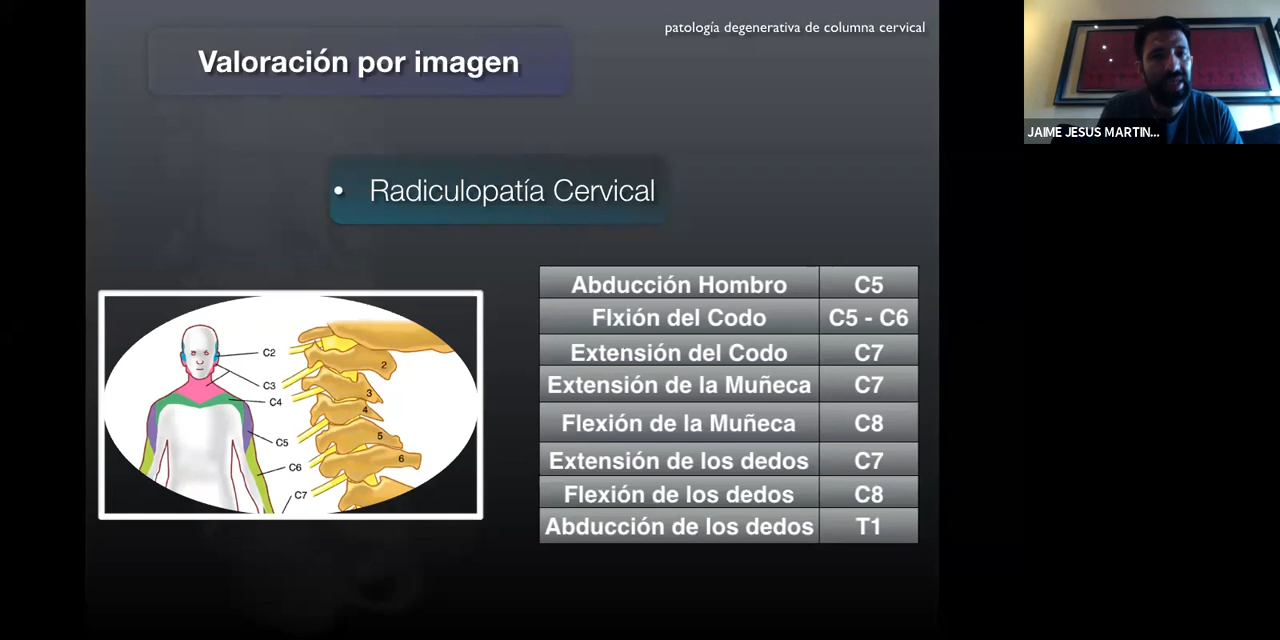 patología degenerativa de columna cervical
Valoración por imagen
JAIME JESUS MARTIN...
• Radiculopatía Cervical
Abducción Hombro C5
Flxión del Codo C5 - C6
Extensión del Codo C7
Extensión de la Muñeca C7
Flexión de la Muñeca C8
Extensión de los dedos C7
Flexión de los dedos C8
Abducción de los dedos T1
C2
C3
C4
C5
C6
C7
2
3
4
5
6